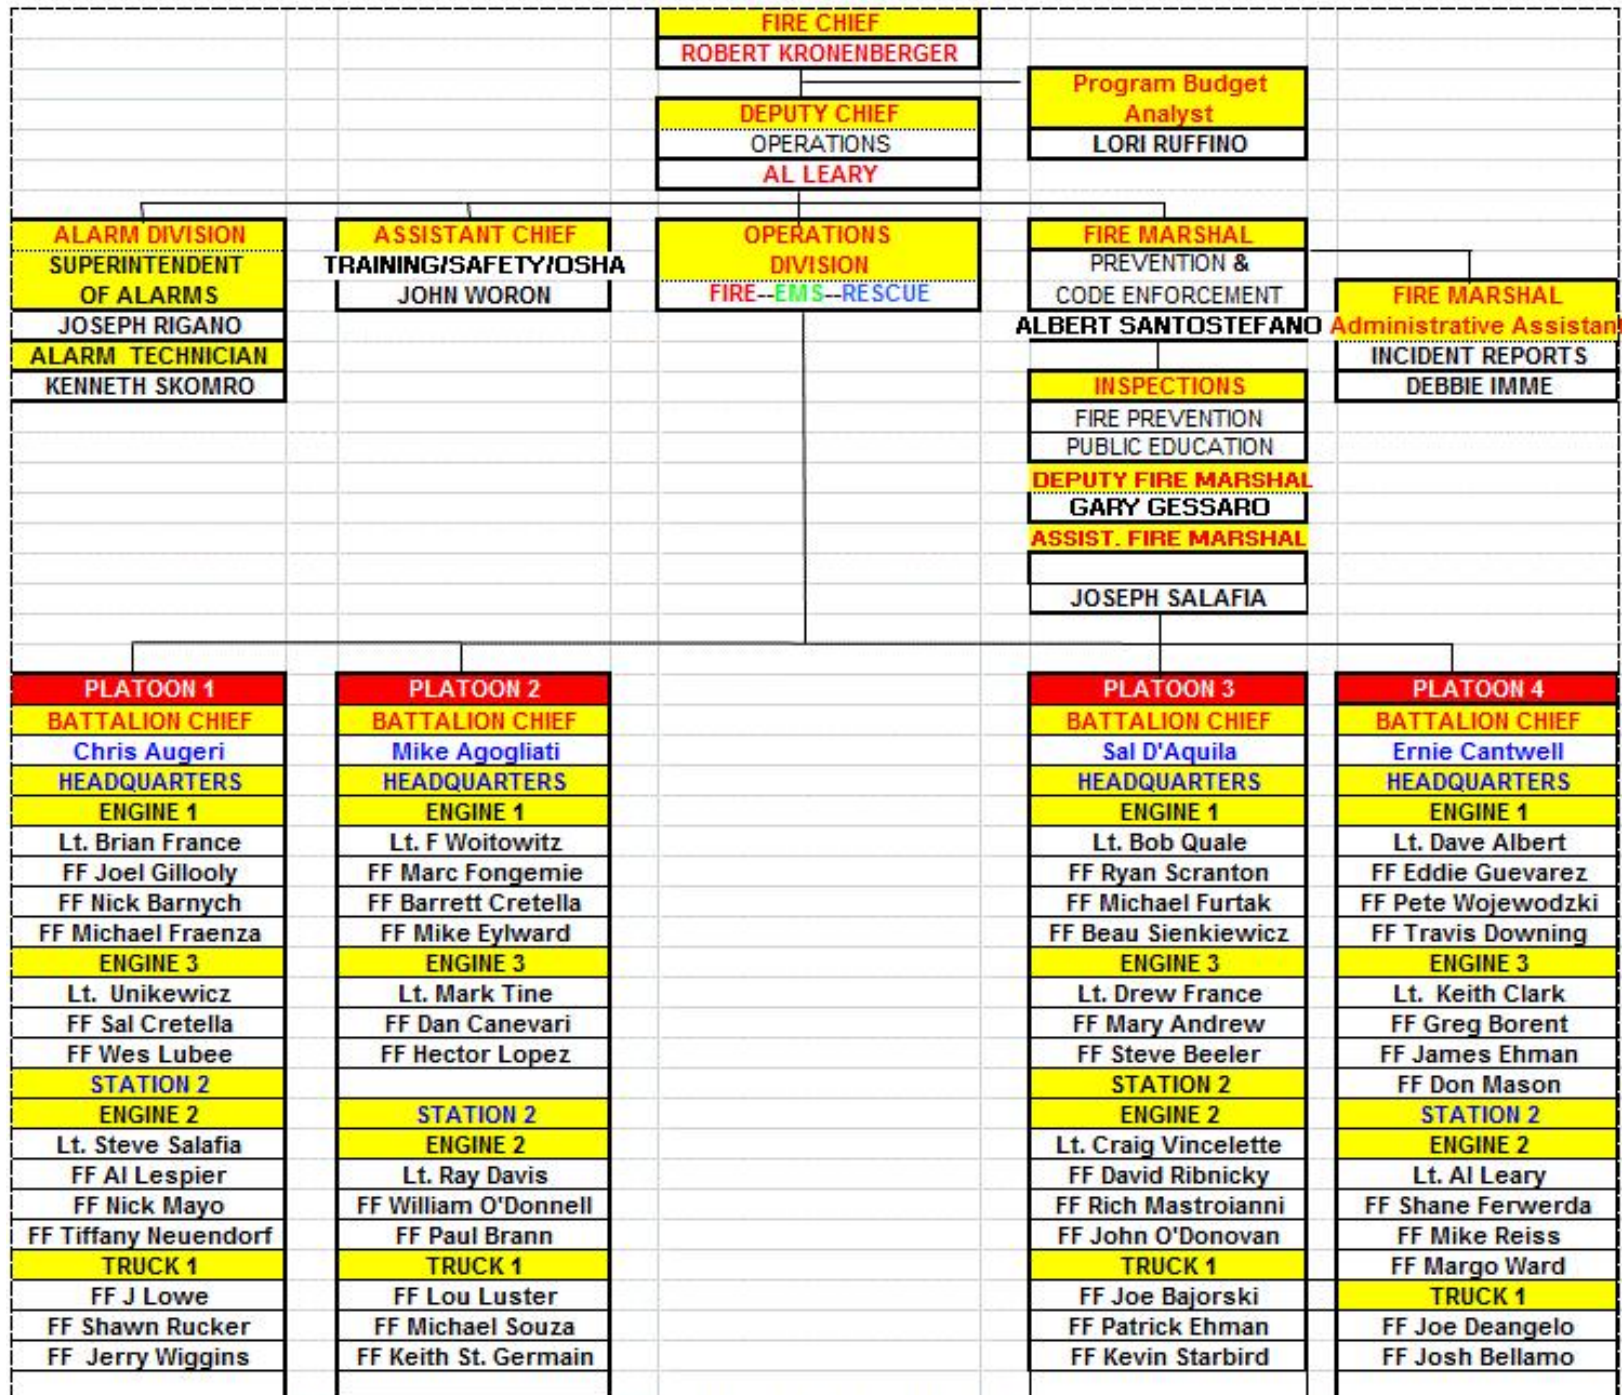 FIRE CHIEF
ROBERT KRONENBERGER
Program Budget
Analyst
LORI RUFFINO
DEPUTY CHIEF
OPERATIONS
AL LEARY
ALARM DIVISION
SUPERINTENDENT
OF ALARMS
JOSEPH RIGANO
ALARM TECHNICIAN
KENNETH SKOMRO
ASSISTANT CHIEF
TRAINING/SAFETY/OSHA
JOHN WORON
OPERATIONS
DIVISION
FIRE--EMS--RESCUE
FIRE MARSHAL
PREVENTION &
CODE ENFORCEMENT
ALBERT SANTOSTEFANO
FIRE MARSHAL
Administrative Assistan
INCIDENT REPORTS
DEBBIE IMME
INSPECTIONS
FIRE PREVENTION
PUBLIC EDUCATION
DEPUTY FIRE MARSHAL
GARY GESSARO
ASSIST. FIRE MARSHAL
JOSEPH SALAFIA
PLATOON 1
BATTALION CHIEF
Chris Augeri
HEADQUARTERS
ENGINE 1
Lt. Brian France
FF Joel Gillooly
FF Nick Barnych
FF Michael Fraenza
ENGINE 3
Lt. Unikewicz
FF Sal Cretella
FF Wes Lubee
STATION 2
ENGINE 2
Lt. Steve Salafia
FF Al Lespier
FF Nick Mayo
FF Tiffany Neuendorf
TRUCK 1
FF J Lowe
FF Shawn Rucker
FF Jerry Wiggins
PLATOON 2
BATTALION CHIEF
Mike Agogliati
HEADQUARTERS
ENGINE 1
Lt. F Woitowitz
FF Marc Fongemie
FF Barrett Cretella
FF Mike Eylward
ENGINE 3
Lt. Mark Tine
FF Dan Canevari
FF Hector Lopez
STATION 2
ENGINE 2
Lt. Ray Davis
FF William O'Donnell
FF Paul Brann
TRUCK 1
FF Lou Luster
FF Michael Souza
FF Keith St. Germain
PLATOON 3
BATTALION CHIEF
Sal D'Aquila
HEADQUARTERS
ENGINE 1
Lt. Bob Quale
FF Ryan Scranton
FF Michael Furtak
FF Beau Sienkiewicz
ENGINE 3
Lt. Drew France
FF Mary Andrew
FF Steve Beeler
STATION 2
ENGINE 2
Lt. Craig Vincelette
FF David Ribnicky
FF Rich Mastroianni
FF John O'Donovan
TRUCK 1
FF Joe Bajorski
FF Patrick Ehman
FF Kevin Starbird
PLATOON 4
BATTALION CHIEF
Ernie Cantwell
HEADQUARTERS
ENGINE 1
Lt. Dave Albert
FF Eddie Guevarez
FF Pete Wojewodzki
FF Travis Downing
ENGINE 3
Lt. Keith Clark
FF Greg Borent
FF James Ehman
FF Don Mason
STATION 2
ENGINE 2
Lt. Al Leary
FF Shane Ferwerda
FF Mike Reiss
FF Margo Ward
TRUCK 1
FF Joe Deangelo
FF Josh Bellamo